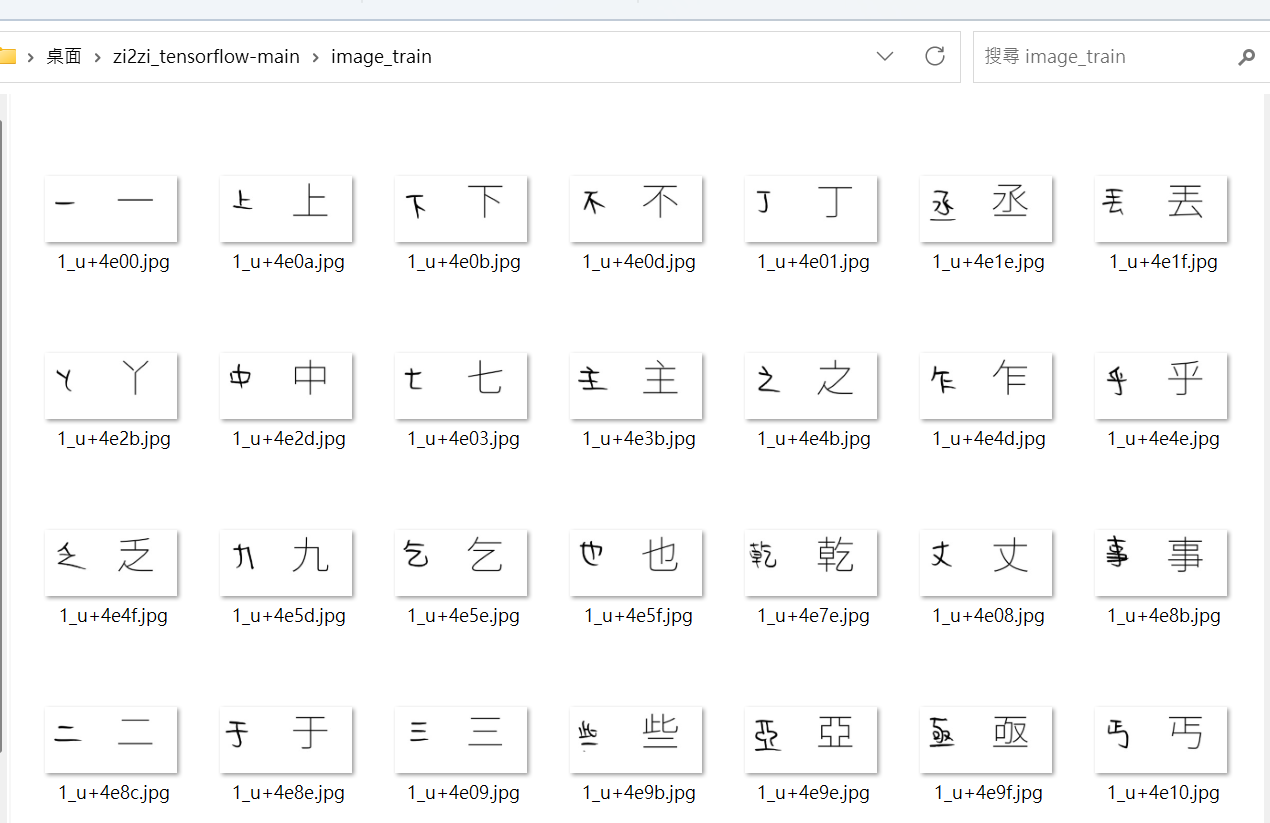 桌面 > zi2zi_tensorflow-main > image_train
搜尋 image_train
一 一 上 上 下 下 不 不 丁 丁 丞 丞 丟 丟
1_u+4e00.jpg 1_u+4e0a.jpg 1_u+4e0b.jpg 1_u+4e0d.jpg 1_u+4e01.jpg 1_u+4e1e.jpg 1_u+4e1f.jpg
丫 丫 中 中 七 七 主 主 之 之 乍 乍 乎 乎
1_u+4e2b.jpg 1_u+4e2d.jpg 1_u+4e03.jpg 1_u+4e3b.jpg 1_u+4e4b.jpg 1_u+4e4d.jpg 1_u+4e4e.jpg
乏 乏 九 九 乞 乞 也 也 乾 乾 丈 丈 事 事
1_u+4e4f.jpg 1_u+4e5d.jpg 1_u+4e5e.jpg 1_u+4e5f.jpg 1_u+4e7e.jpg 1_u+4e08.jpg 1_u+4e8b.jpg
二 二 于 于 三 三 些 些 亞 亞 亟 亟 丐 丐
1_u+4e8c.jpg 1_u+4e8e.jpg 1_u+4e09.jpg 1_u+4e9b.jpg 1_u+4e9e.jpg 1_u+4e9f.jpg 1_u+4e10.jpg